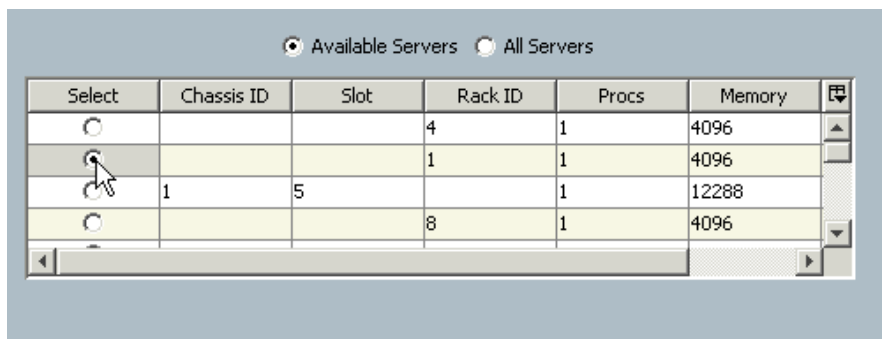 Available Servers All Servers
Select Chassis ID Slot Rack ID Procs Memory
4 1 4096
1 1 4096
1 5 1 12288
8 1 4096